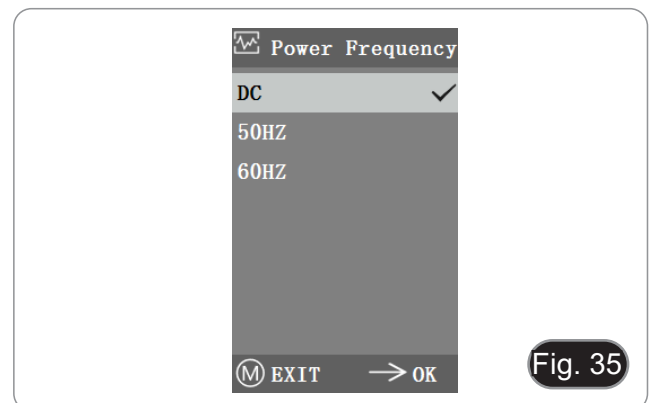 Power Frequency
DC
50HZ
60HZ
M EXIT → OK
Fig. 35